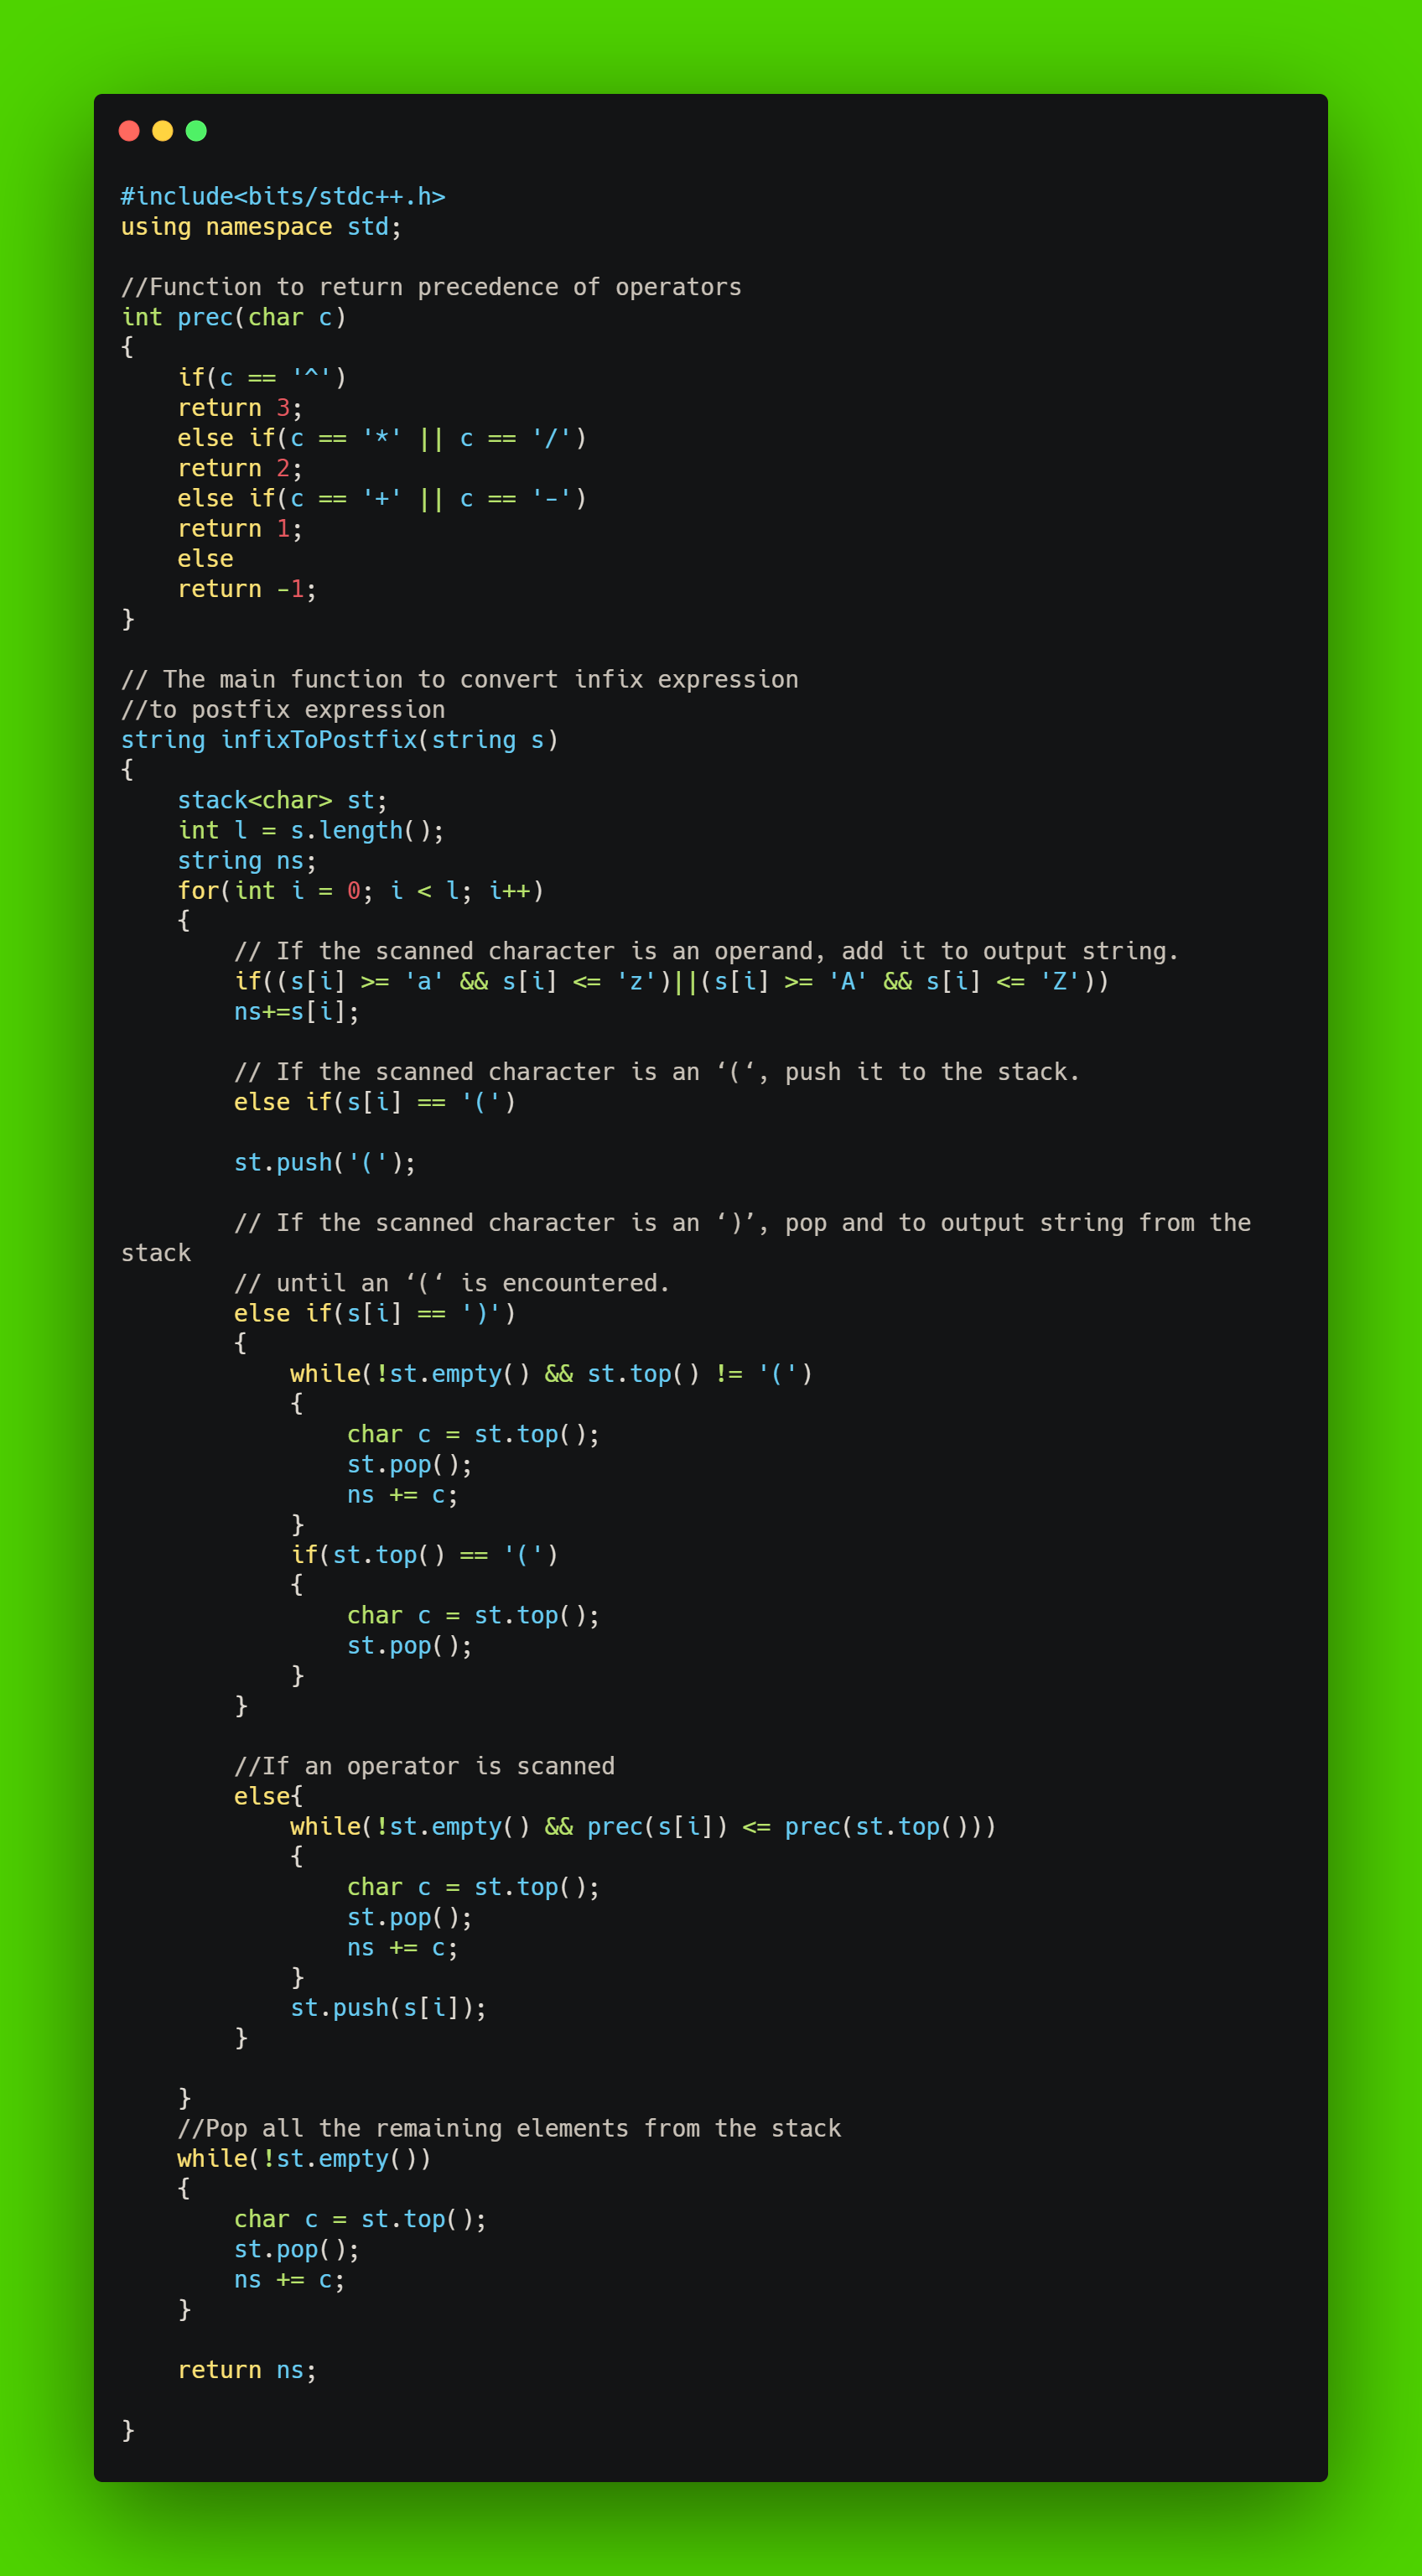 #include<bits/stdc++.h>
using namespace std;

//Function to return precedence of operators
int prec(char c)
{
    if(c == '^')
    return 3;
    else if(c == '*' || c == '/')
    return 2;
    else if(c == '+' || c == '-')
    return 1;
    else
    return -1;
}

// The main function to convert infix expression
//to postfix expression
string infixToPostfix(string s)
{
    stack<char> st;
    int l = s.length();
    string ns;
    for(int i = 0; i < l; i++)
    {
        // If the scanned character is an operand, add it to output string.
        if((s[i] >= 'a' && s[i] <= 'z')||(s[i] >= 'A' && s[i] <= 'Z'))
        ns+=s[i];

        // If the scanned character is an ‘(‘, push it to the stack.
        else if(s[i] == '(')

        st.push('(');

        // If the scanned character is an ‘)’, pop and to output string from the
stack
        // until an ‘(‘ is encountered.
        else if(s[i] == ')')
        {
            while(!st.empty() && st.top() != '(')
            {
                char c = st.top();
                st.pop();
                ns += c;
            }
            if(st.top() == '(')
            {
                char c = st.top();
                st.pop();
            }
        }

        //If an operator is scanned
        else{
            while(!st.empty() && prec(s[i]) <= prec(st.top()))
            {
                char c = st.top();
                st.pop();
                ns += c;
            }
            st.push(s[i]);
        }

    }
    //Pop all the remaining elements from the stack
    while(!st.empty())
    {
        char c = st.top();
        st.pop();
        ns += c;
    }

    return ns;

}